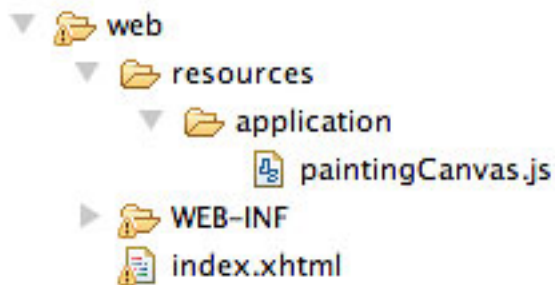 web
resources
application
paintingCanvas.js
WEB-INF
index.xhtml